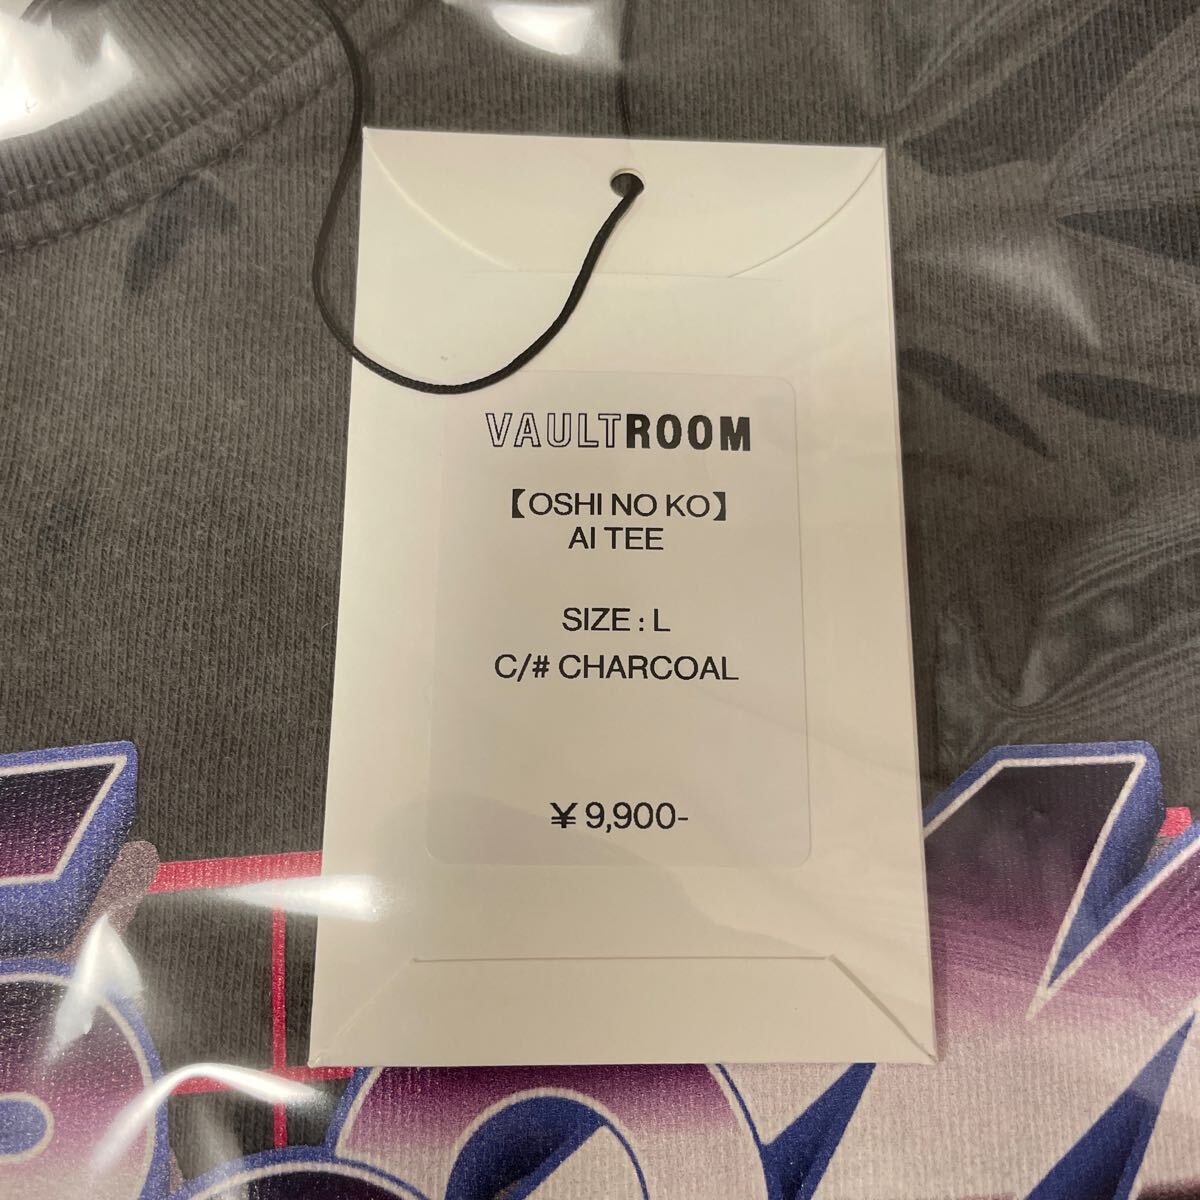 VAULTROOM
【OSHI NO KO】
AI TEE
SIZE : L
C/# CHARCOAL
¥ 9,900-